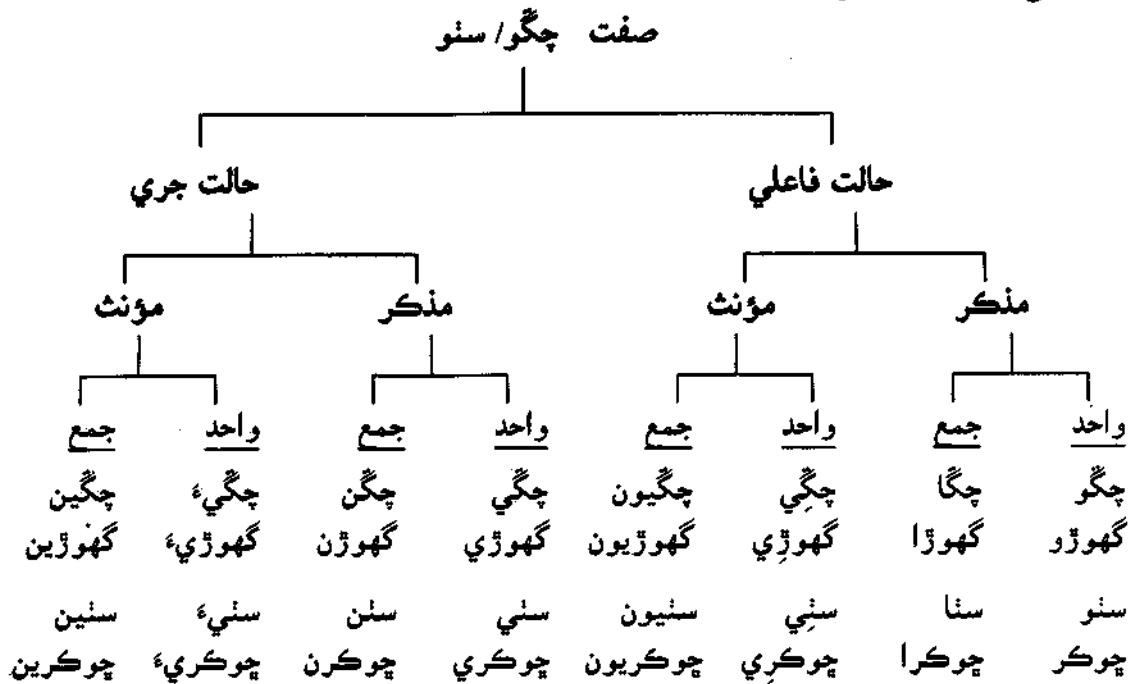 صفت چڱو/ سٺو
حالت فاعلي حالت جري
مذڪر مؤنث مذڪر مؤنث
واحد جمع واحد جمع واحد جمع واحد جمع
چڱو چڱا چڱِي چڱيون چڱي چڱن چڱيءَ چڱين
گهوڙو گهوڙا گهوڙِي گهوڙيون گهوڙي گهوڙن گهوڙيءَ گهوڙين
سٺو سٺا سٺِي سٺيون سٺي سٺن سٺيءَ سٺين
ڇوڪر ڇوڪرا ڇوڪرِي ڇوڪريون ڇوڪري ڇوڪرن ڇوڪريءَ ڇوڪرين